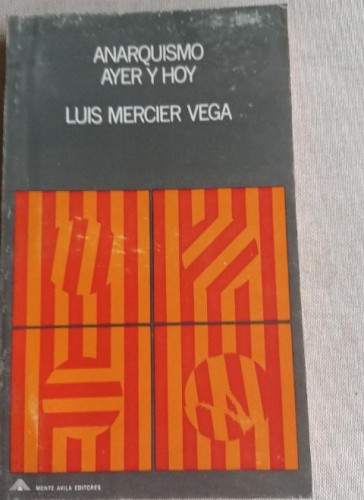 ANARQUISMO
AYER Y HOY
LUIS MERCIER VEGA
MONTE AVILA EDITORES